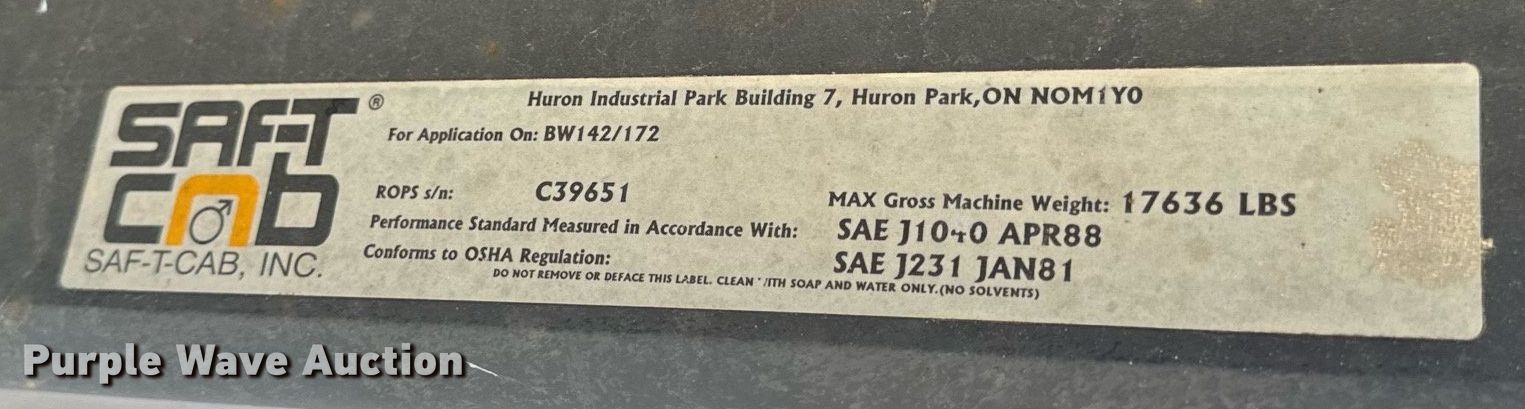 SAF-T
cab
SAF-T-CAB, INC.
®
Huron Industrial Park Building 7, Huron Park,ON NOM1Y0
For Application On: BW142/172
ROPS s/n: C39651
MAX Gross Machine Weight: 17636 LBS
Performance Standard Measured in Accordance With: SAE J1040 APR88
Conforms to OSHA Regulation: SAE J231 JAN81
DO NOT REMOVE OR DEFACE THIS LABEL. CLEAN WITH SOAP AND WATER ONLY.(NO SOLVENTS)
Purple Wave Auction